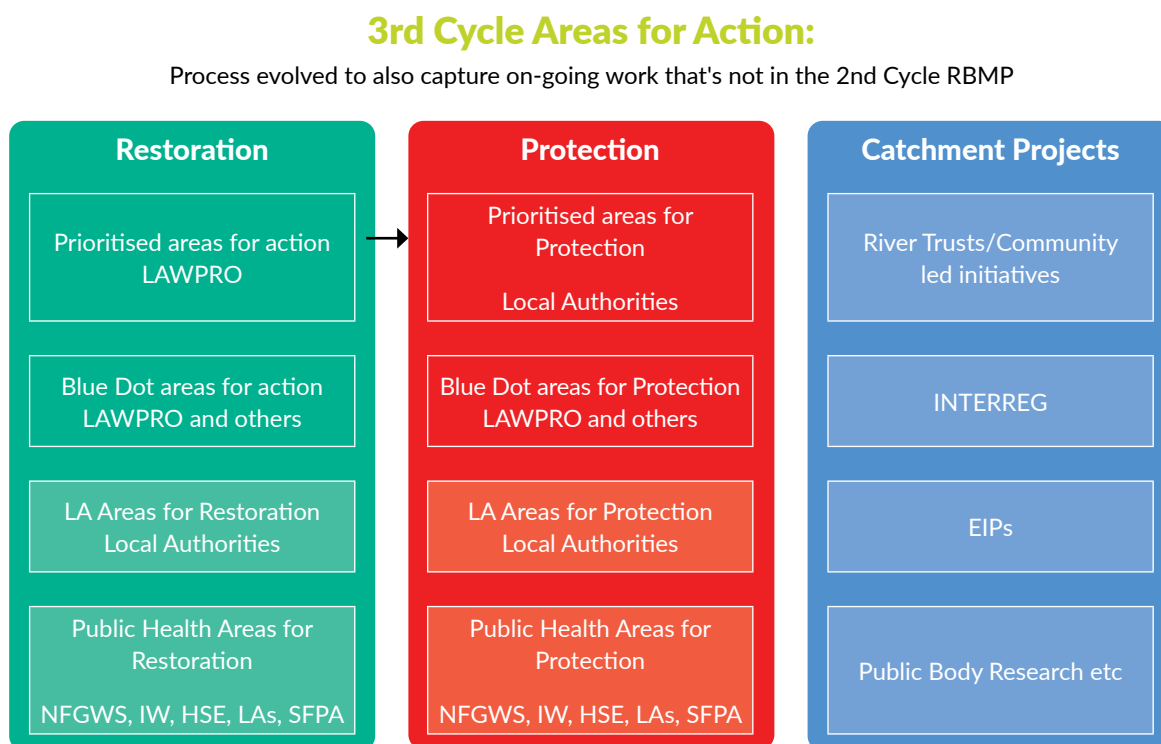 3rd Cycle Areas for Action:
Process evolved to also capture on-going work that's not in the 2nd Cycle RBMP
Restoration
Prioritised areas for action
LAWPRO
Blue Dot areas for action
LAWPRO and others
LA Areas for Restoration
Local Authorities
Public Health Areas for
Restoration
NFGWS, IW, HSE, LAs, SFPA
Protection
Prioritised areas for
Protection
Local Authorities
Blue Dot areas for Protection
LAWPRO and others
LA Areas for Protection
Local Authorities
Public Health Areas for
Protection
NFGWS, IW, HSE, LAs, SFPA
Catchment Projects
River Trusts/Community
led initiatives
INTERREG
EIPs
Public Body Research etc